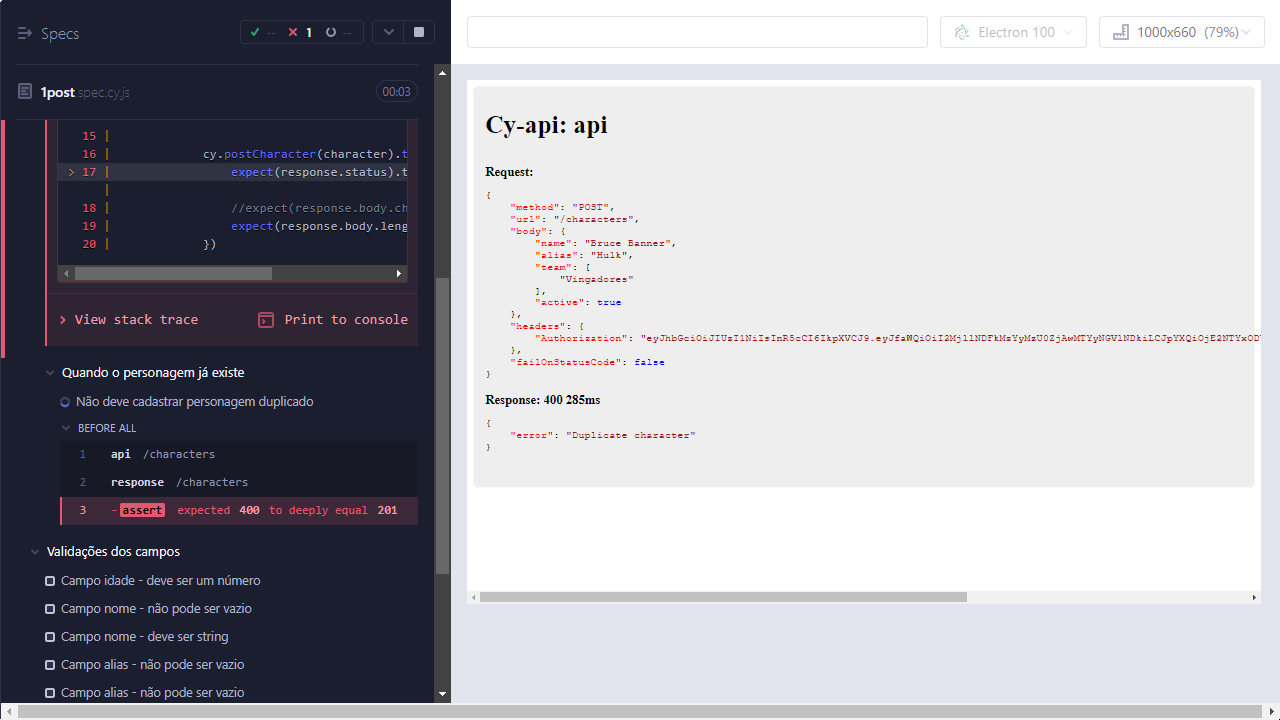 Specs
-- 1 --
1post.spec.cy.js
00:03
15 |
16 | cy.postCharacter(character).t
> 17 | expect(response.status).t
|
18 | //expect(response.body.ch
19 | expect(response.body.leng
20 | })
View stack trace
Print to console
Quando o personagem já existe
Não deve cadastrar personagem duplicado
BEFORE ALL
1 api /characters
2 response /characters
3 -assert expected 400 to deeply equal 201
Validações dos campos
Campo idade - deve ser um número
Campo nome - não pode ser vazio
Campo nome - deve ser string
Campo alias - não pode ser vazio
Campo alias - não pode ser vazio
Electron 100
1000x660 (79%)
Cy-api: api
Request:
{
"method": "POST",
"url": "/characters",
"body": {
"name": "Bruce Banner",
"alias": "Hulk",
"team": [
"Vingadores"
],
"active": true
},
"headers": {
"Authorization":
},
"failOnStatusCode": false
}
Response: 400 285ms
{
"error": "Duplicate character"
}